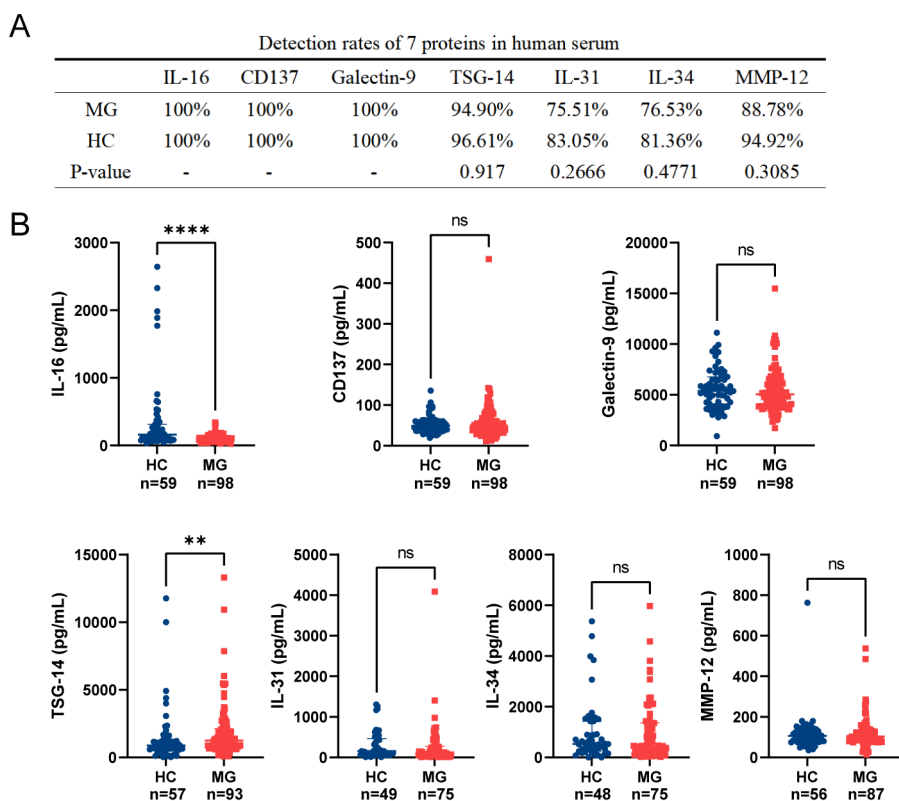 A
Detection rates of 7 proteins in human serum
IL-16 CD137 Galectin-9 TSG-14 IL-31 IL-34 MMP-12
MG 100% 100% 100% 94.90% 75.51% 76.53% 88.78%
HC 100% 100% 100% 96.61% 83.05% 81.36% 94.92%
P-value - - - 0.917 0.2666 0.4771 0.3085
B
IL-16 (pg/mL)
3000
2000
1000
0
****
HC MG
n=59 n=98
CD137 (pg/mL)
500
400
300
200
100
0
ns
HC MG
n=59 n=98
Galectin-9 (pg/mL)
20000
15000
10000
5000
0
ns
HC MG
n=59 n=98
TSG-14 (pg/mL)
15000
10000
5000
0
**
HC MG
n=57 n=93
IL-31 (pg/mL)
5000
4000
3000
2000
1000
0
ns
HC MG
n=49 n=75
IL-34 (pg/mL)
8000
6000
4000
2000
0
ns
HC MG
n=48 n=75
MMP-12 (pg/mL)
1000
800
600
400
200
0
ns
HC MG
n=56 n=87